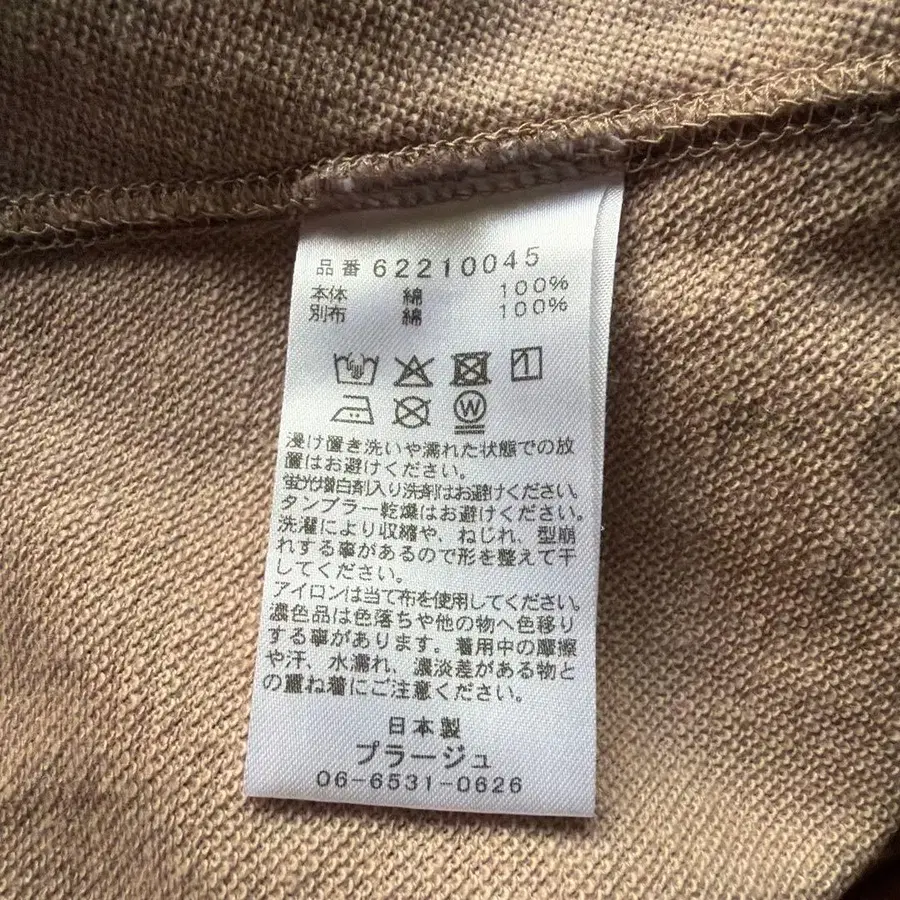 品番 62210045
本体 綿 100%
別布 綿 100%
W
浸け置き洗いや濡れた状態での放
置はお避けください。
蛍光増白剤入り洗剤はお避けください。
タンブラー乾燥はお避けください。
洗濯により収縮や、ねじれ、型崩
れする事があるので形を整えて干
してください。
アイロンは当て布を使用してください。
濃色品は色落ちや他の物へ色移り
する事があります。着用中の摩擦
や汗、水濡れ、濃淡差がある物と
の重ね着にご注意ください。
日本製
プラージュ
06-6531-0626